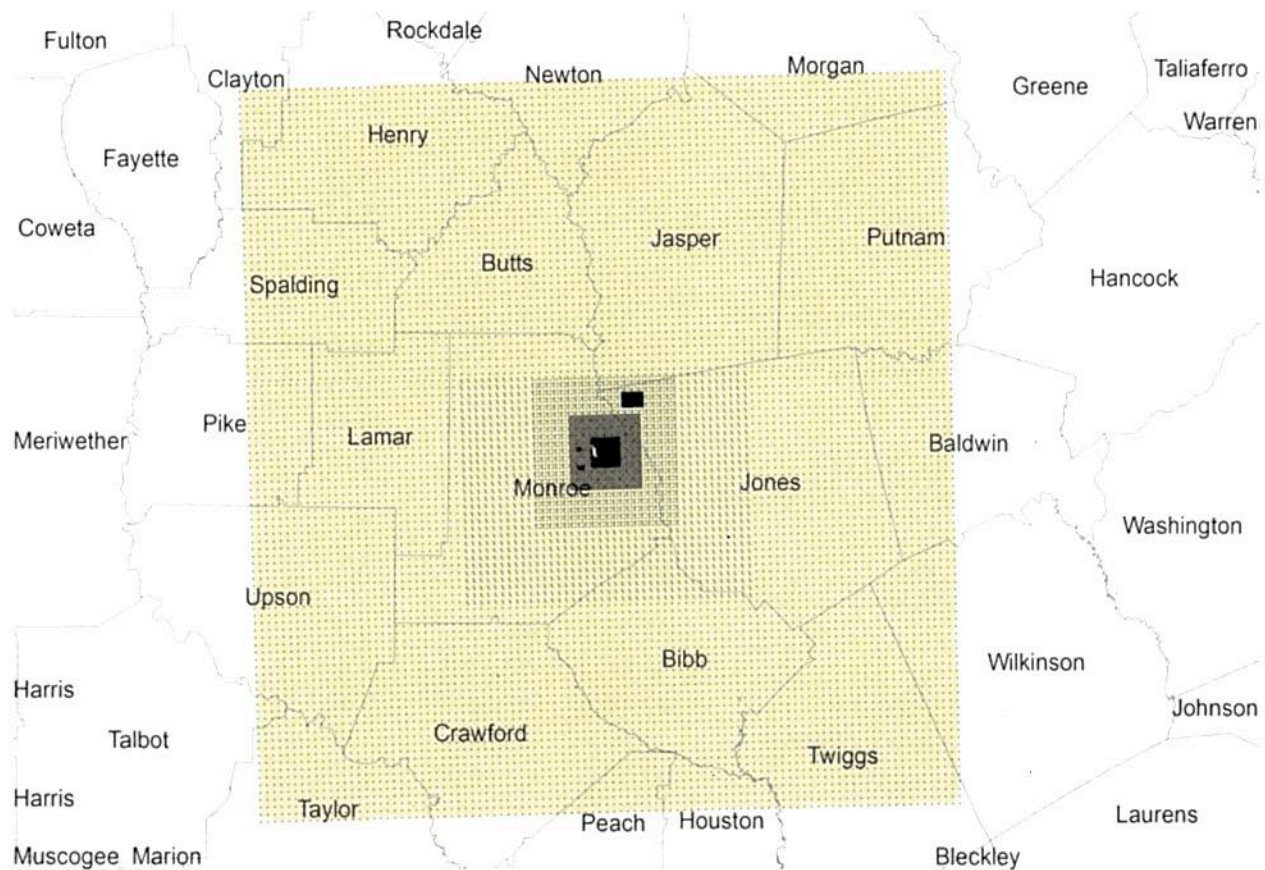 Rockdale
Fulton
Taliaferro
Clayton
Newton
Morgan
Greene
Warren
Henry
Fayette
Coweta
Jasper
Putnam
Butts
Spalding
Hancock
Pike
Lamar
Meriwether
Baldwin
Monroe
Jones
Washington
Upson
Bibb
Wilkinson
Harris
Johnson
Talbot
Crawford
Twiggs
Harris
Taylor
Peach
Houston
Laurens
Muscogee
Marion
Bleckley